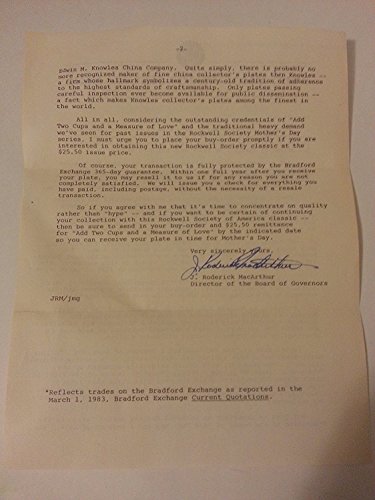 -2-
Edwin M. Knowles China Company. Quite simply, there is probably no
more recognized maker of fine china collector's plates then Knowles --
a firm whose hallmark symbolizes a century-old tradition of adherence
to the highest standards of craftsmanship. Only plates passing
careful inspection ever become available for public dissemination --
a fact which makes Knowles collector's plates among the finest in
the world.
All in all, considering the outstanding credentials of "Add
Two Cups and a Measure of Love" and the traditional heavy demand
we've seen for past issues in the Rockwell Society Mother's Day
series, I must urge you to place your buy-order promptly if you are
interested in obtaining this new Rockwell Society classic at the
$25.50 issue price.
Of course, your transaction is fully protected by the Bradford
Exchange 365-day guarantee. Within one full year after you receive
your plate, you may resell it to us if for any reason you are not
completely satisfied. We will issue you a check for everything you
have paid, including postage, without the necessity of a resale
transaction.
So if you agree with me that it's time to concentrate on quality
rather than "hype" -- and if you want to be certain of continuing
your collection with this Rockwell Society of America classic --
then be sure to send in your buy-order and $25.50 remittance
for "Add Two Cups and a Measure of Love" by the indicated date
so you can receive your plate in time for Mother's Day.
Very sincerely yours,
J. Roderick MacArthur
J. Roderick MacArthur
Director of the Board of Governors
JRM/jmg
*Reflects trades on the Bradford Exchange as reported in the
March 1, 1983, Bradford Exchange Current Quotations.